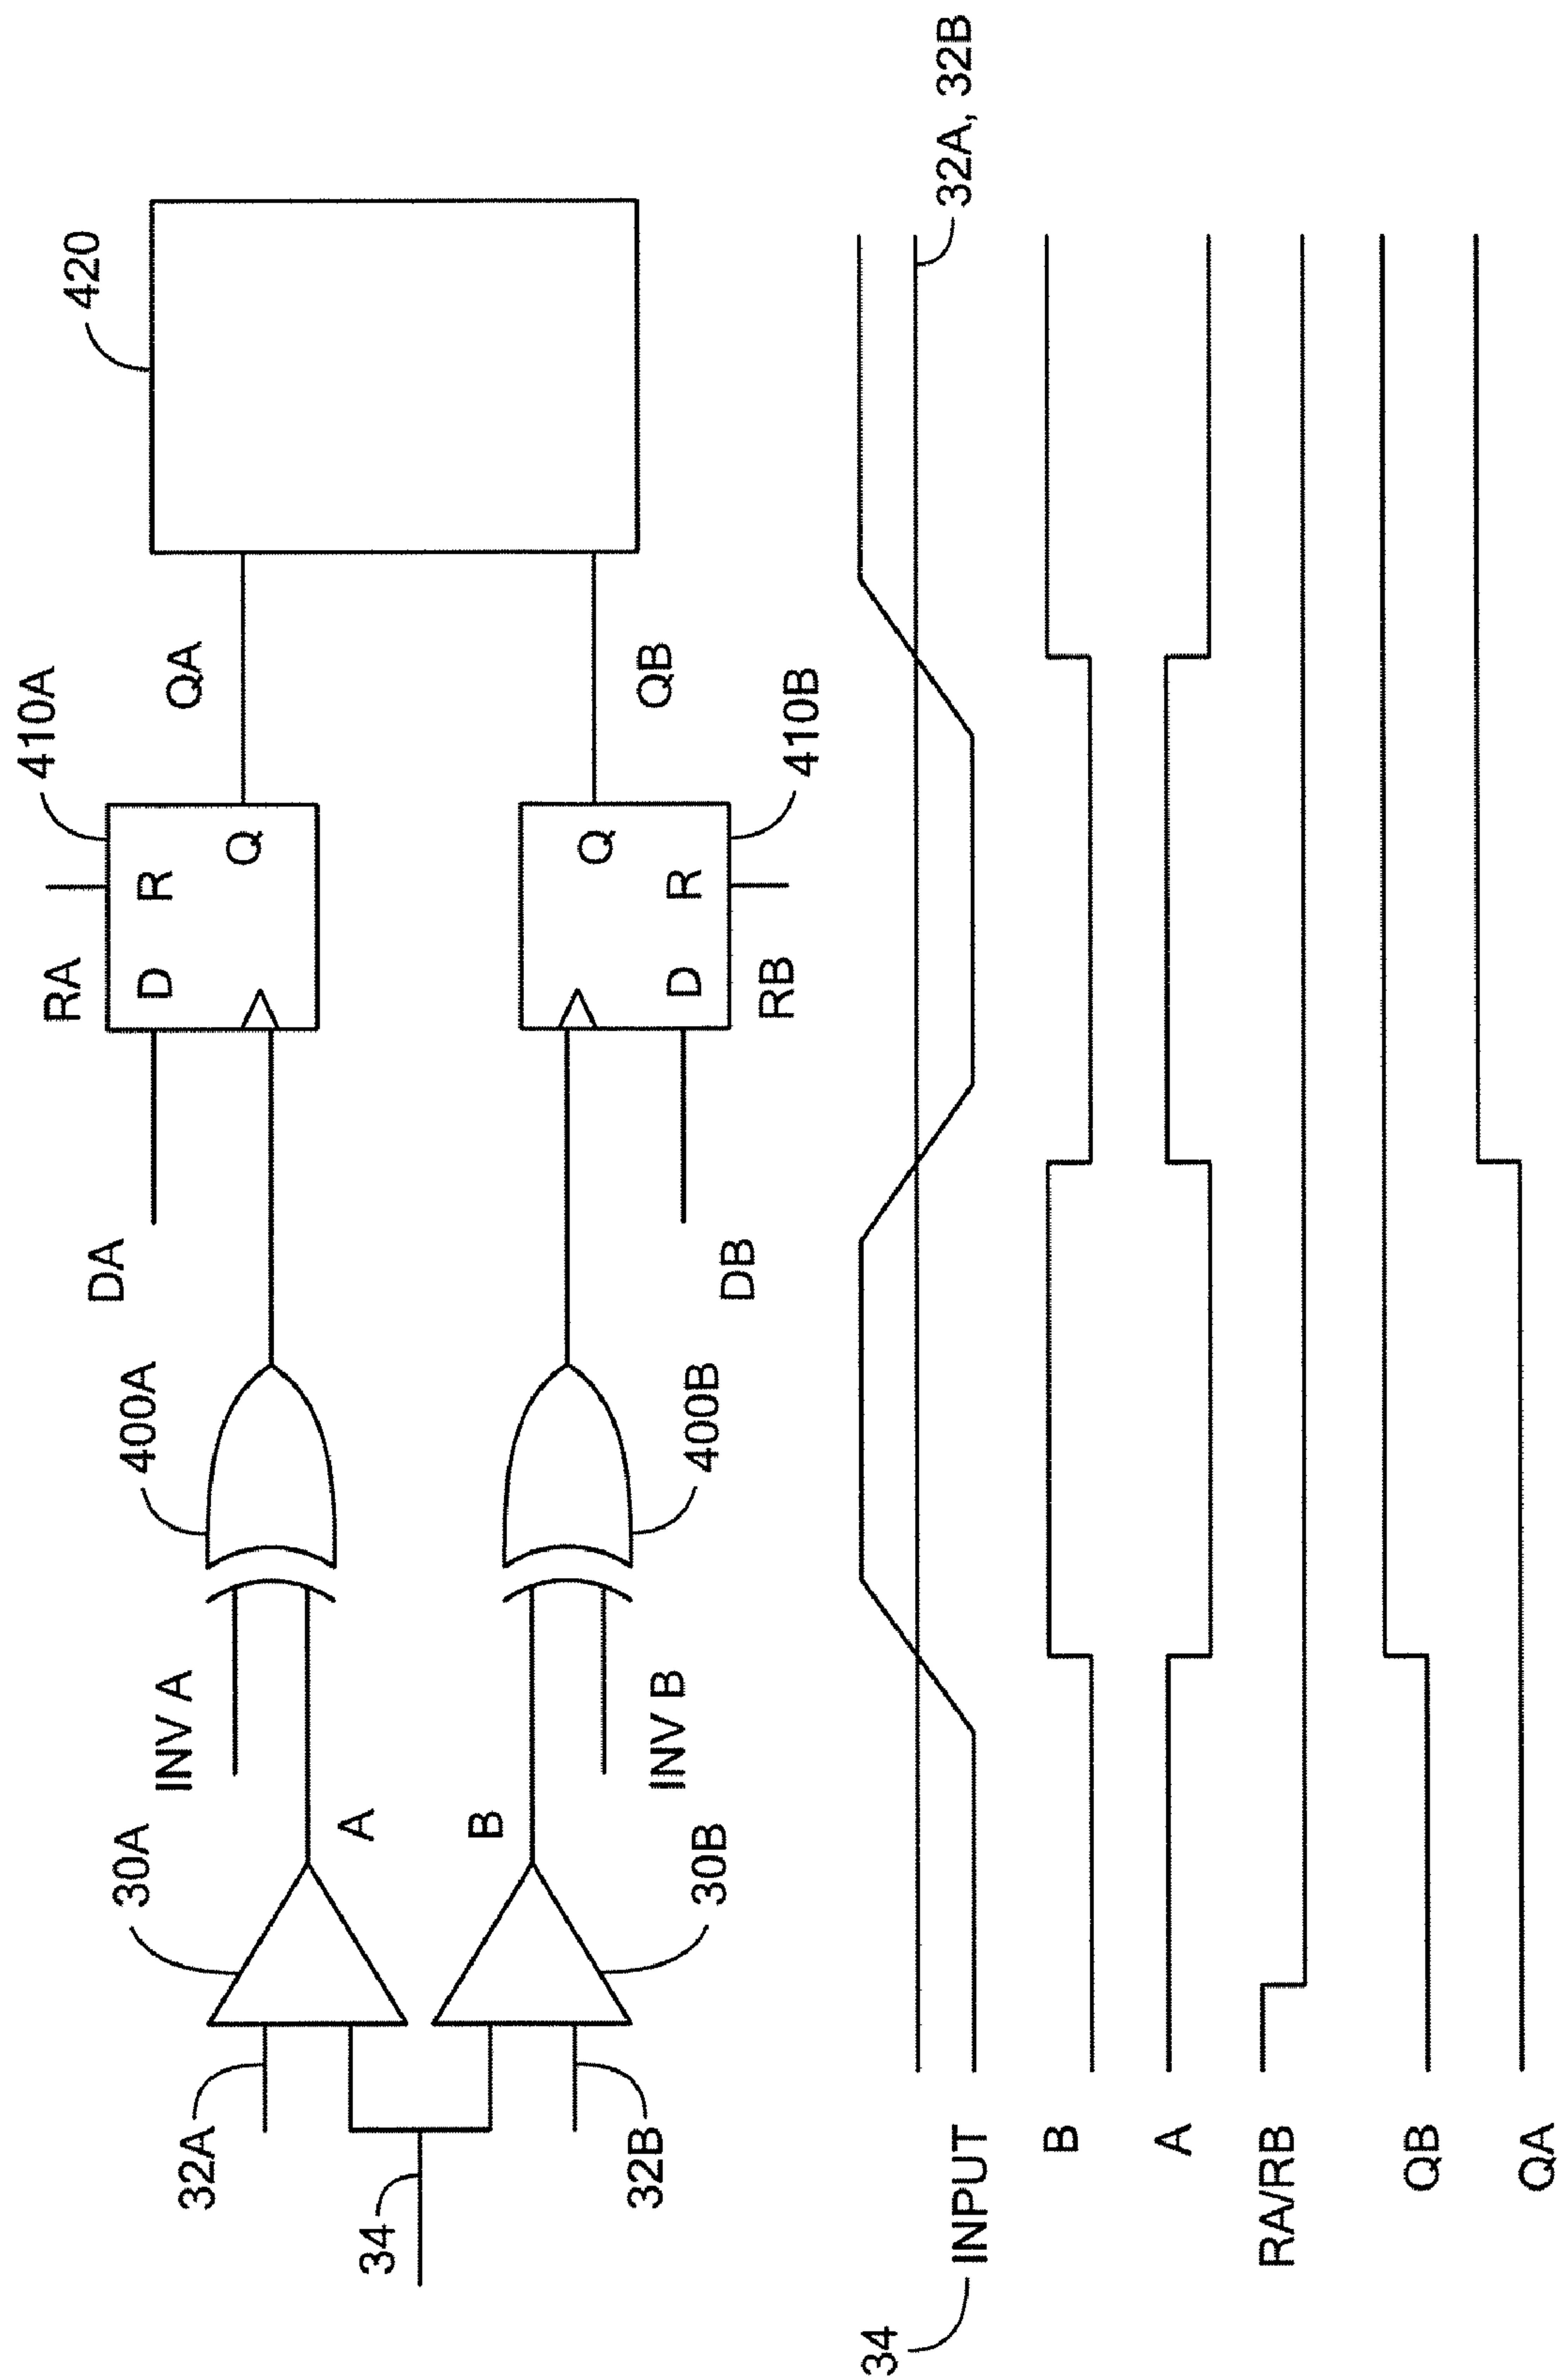 410A
420
RA
QA
D
R
Q
DA
400A
30A
INV A
32A
A
34
B
32B
30B
INV B
400B
DB
Q
D
R
QB
RB
410B
34
INPUT
32A, 32B
B
A
RA/RB
QB
QA